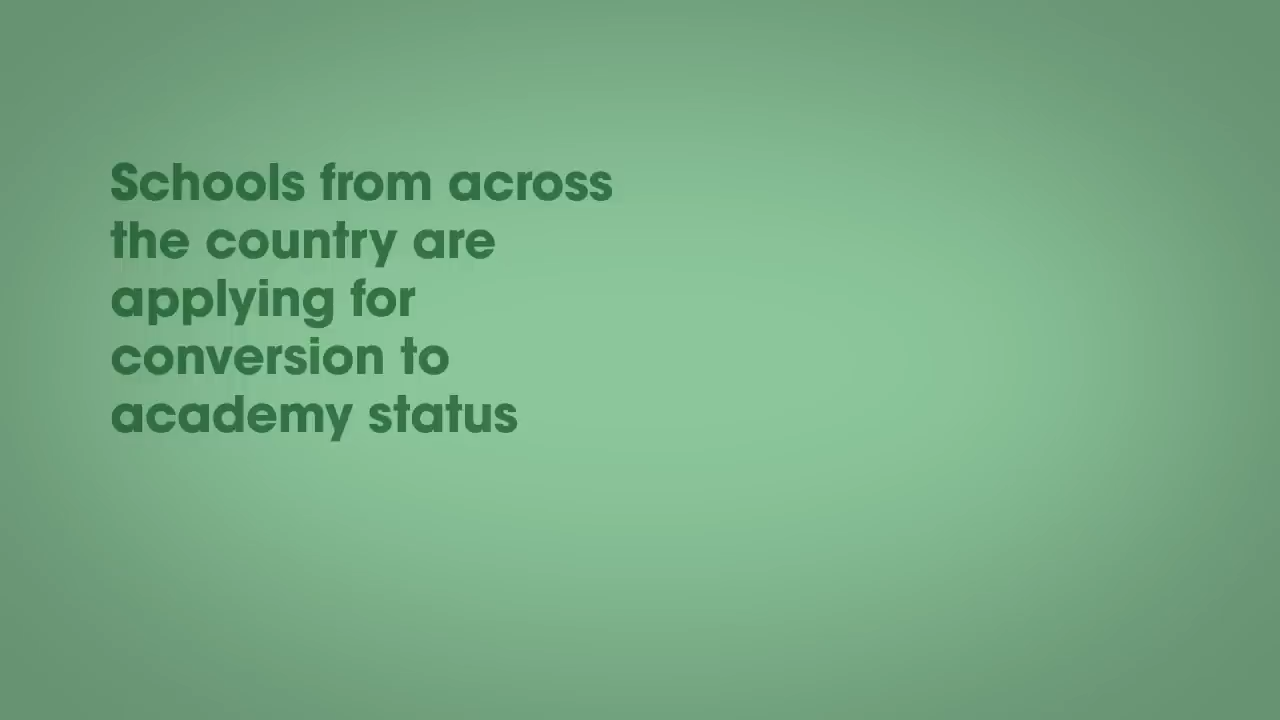 Schools from across
the country are
applying for
conversion to
academy status